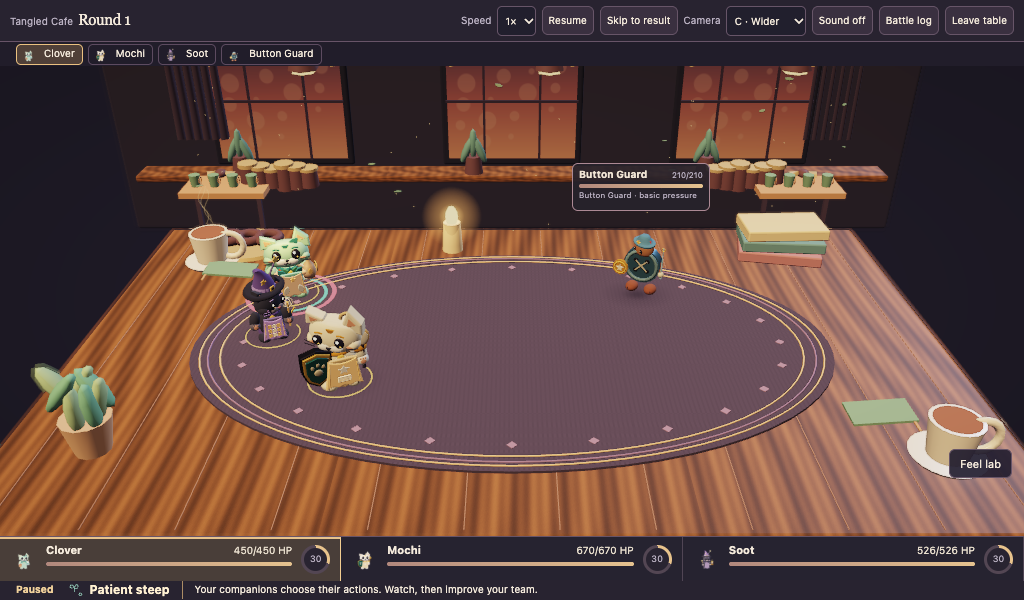 Tangled Cafe Round 1
Speed 1x Resume Skip to result Camera C · Wider Sound off Battle log Leave table
Clover Mochi Soot Button Guard
Button Guard 210/210
Button Guard · basic pressure
Feel lab
Clover 450/450 HP 30
Mochi 670/670 HP 30
Soot 526/526 HP 30
Paused Patient steep Your companions choose their actions. Watch, then improve your team.